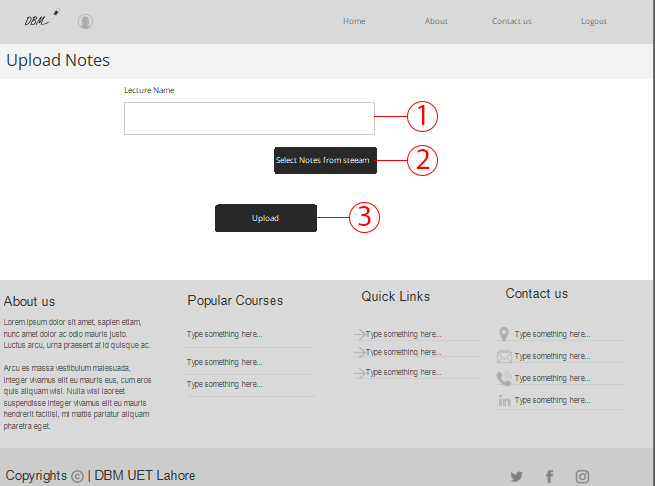 DBM
Home About Contact us Logout
Upload Notes
Lecture Name
1
Select Notes from steeam
2
Upload
3
About us
Lorem ipsum dolor sit amet, sapien etiam,
nunc amet dolor ac odio mauris justo.
Luctus arcu, urna praesent at id quisque ac.
Arcu es massa vestibulum malesuada,
integer vivamus elit eu mauris eus, cum eros
quis aliquam wisi. Nulla wisi laoreet
suspendisse integer vivamus elit eu mauris
hendrerit facilisi, mi mattis pariatur aliquam
pharetra eget.
Popular Courses
Type something here...
Type something here...
Type something here...
Quick Links
Type something here...
Type something here...
Type something here...
Contact us
Type something here...
Type something here...
Type something here...
Type something here...
Copyrights © | DBM UET Lahore